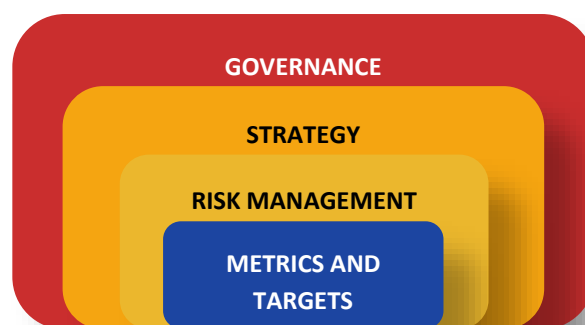 GOVERNANCE
STRATEGY
RISK MANAGEMENT
METRICS AND
TARGETS